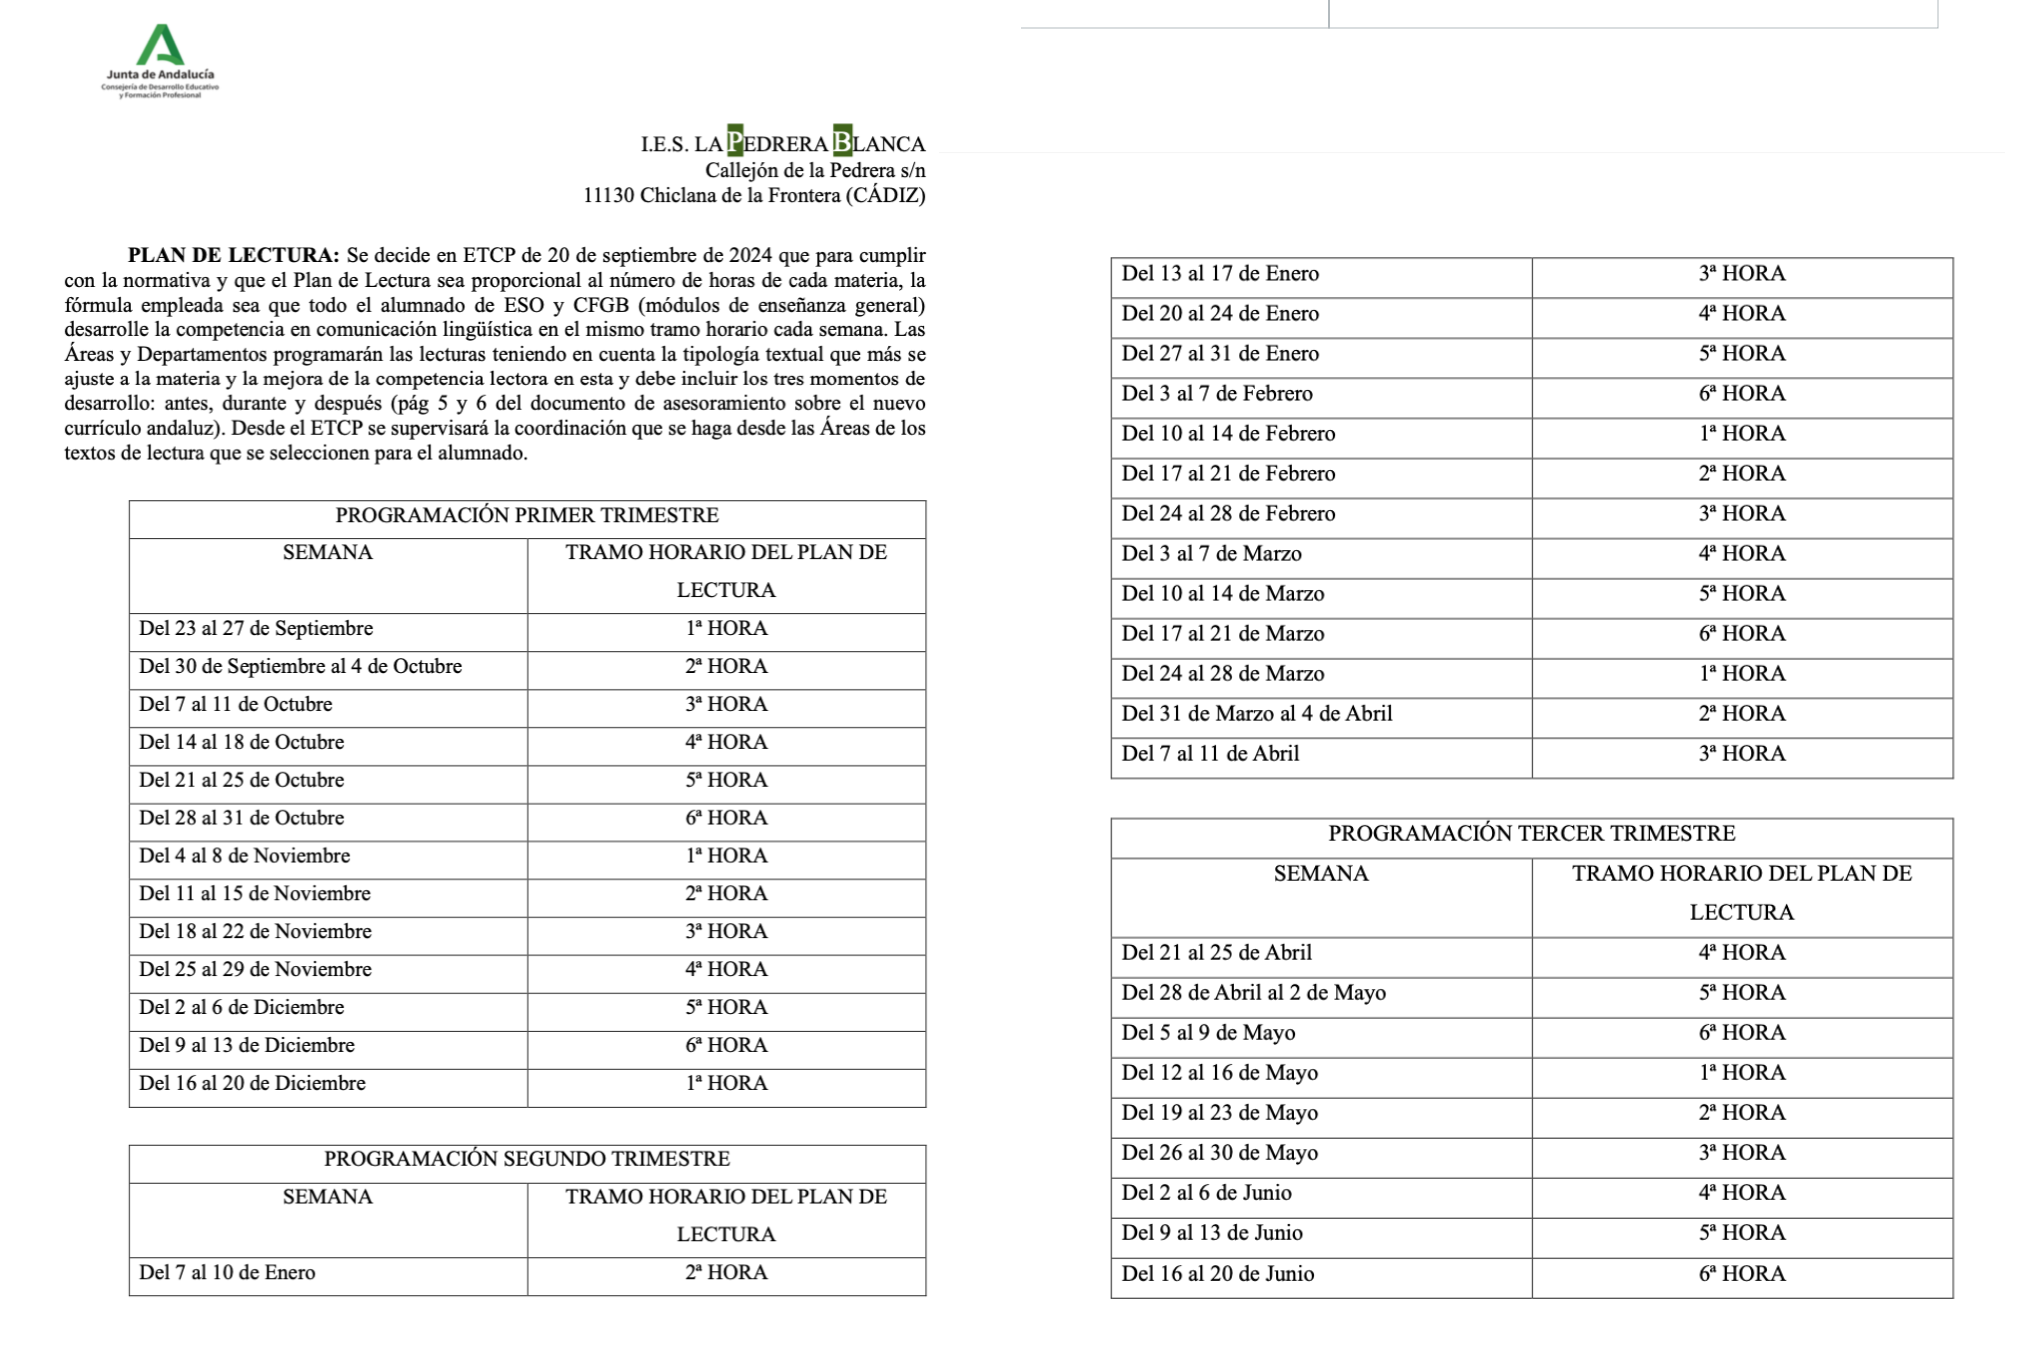 Junta de Andalucía
Consejería de Desarrollo Educativo
y Formación Profesional
I.E.S. LA PEDRERA BLANCA
Callejón de la Pedrera s/n
11130 Chiclana de la Frontera (CÁDIZ)
PLAN DE LECTURA: Se decide en ETCP de 20 de septiembre de 2024 que para cumplir
con la normativa y que el Plan de Lectura sea proporcional al número de horas de cada materia, la
fórmula empleada sea que todo el alumnado de ESO y CFGB (módulos de enseñanza general)
desarrolle la competencia en comunicación lingüística en el mismo tramo horario cada semana. Las
Áreas y Departamentos programarán las lecturas teniendo en cuenta la tipología textual que más se
ajuste a la materia y la mejora de la competencia lectora en esta y debe incluir los tres momentos de
desarrollo: antes, durante y después (pág 5 y 6 del documento de asesoramiento sobre el nuevo
currículo andaluz). Desde el ETCP se supervisará la coordinación que se haga desde las Áreas de los
textos de lectura que se seleccionen para el alumnado.
PROGRAMACIÓN PRIMER TRIMESTRE
SEMANA TRAMO HORARIO DEL PLAN DE
LECTURA
Del 23 al 27 de Septiembre 1ª HORA
Del 30 de Septiembre al 4 de Octubre 2ª HORA
Del 7 al 11 de Octubre 3ª HORA
Del 14 al 18 de Octubre 4ª HORA
Del 21 al 25 de Octubre 5ª HORA
Del 28 al 31 de Octubre 6ª HORA
Del 4 al 8 de Noviembre 1ª HORA
Del 11 al 15 de Noviembre 2ª HORA
Del 18 al 22 de Noviembre 3ª HORA
Del 25 al 29 de Noviembre 4ª HORA
Del 2 al 6 de Diciembre 5ª HORA
Del 9 al 13 de Diciembre 6ª HORA
Del 16 al 20 de Diciembre 1ª HORA
PROGRAMACIÓN SEGUNDO TRIMESTRE
SEMANA TRAMO HORARIO DEL PLAN DE
LECTURA
Del 7 al 10 de Enero 2ª HORA
Del 13 al 17 de Enero 3ª HORA
Del 20 al 24 de Enero 4ª HORA
Del 27 al 31 de Enero 5ª HORA
Del 3 al 7 de Febrero 6ª HORA
Del 10 al 14 de Febrero 1ª HORA
Del 17 al 21 de Febrero 2ª HORA
Del 24 al 28 de Febrero 3ª HORA
Del 3 al 7 de Marzo 4ª HORA
Del 10 al 14 de Marzo 5ª HORA
Del 17 al 21 de Marzo 6ª HORA
Del 24 al 28 de Marzo 1ª HORA
Del 31 de Marzo al 4 de Abril 2ª HORA
Del 7 al 11 de Abril 3ª HORA
PROGRAMACIÓN TERCER TRIMESTRE
SEMANA TRAMO HORARIO DEL PLAN DE
LECTURA
Del 21 al 25 de Abril 4ª HORA
Del 28 de Abril al 2 de Mayo 5ª HORA
Del 5 al 9 de Mayo 6ª HORA
Del 12 al 16 de Mayo 1ª HORA
Del 19 al 23 de Mayo 2ª HORA
Del 26 al 30 de Mayo 3ª HORA
Del 2 al 6 de Junio 4ª HORA
Del 9 al 13 de Junio 5ª HORA
Del 16 al 20 de Junio 6ª HORA